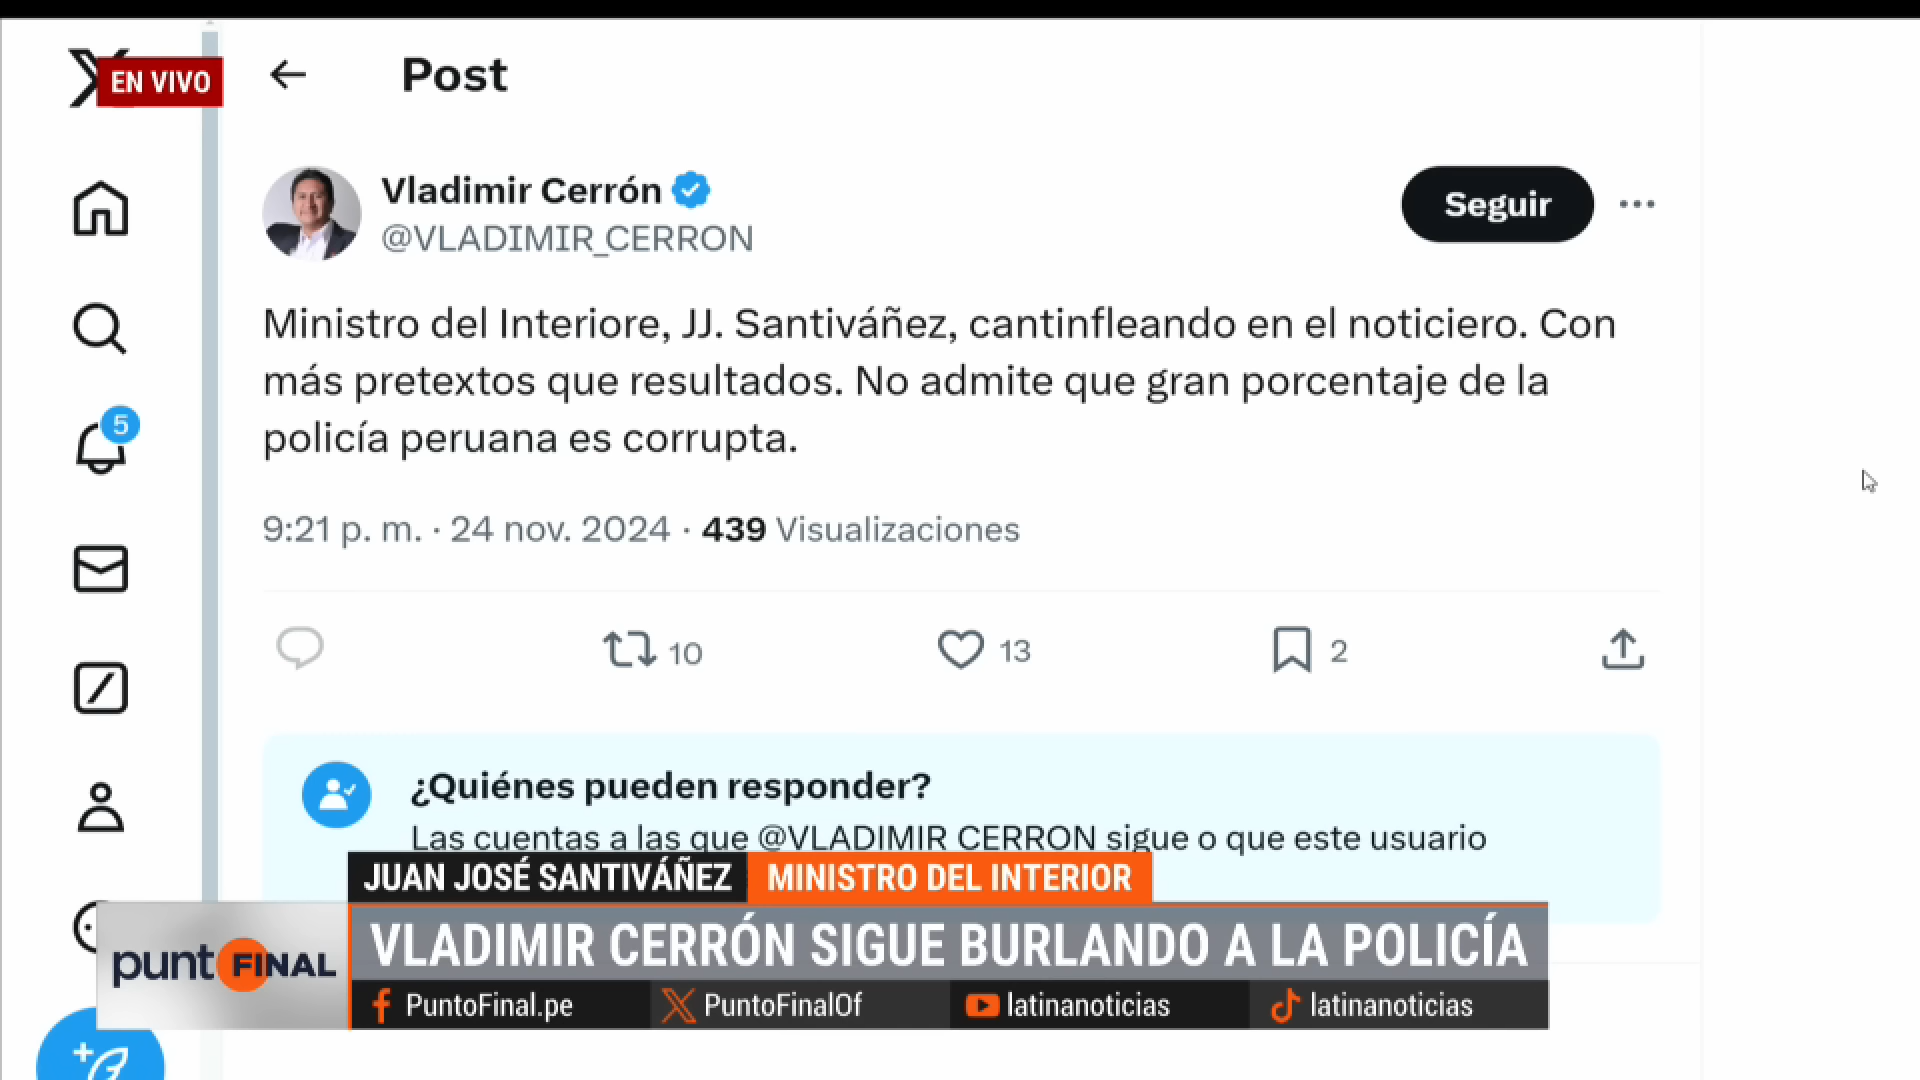 EN VIVO
Post
Vladimir Cerrón
@VLADIMIR_CERRON
Seguir
Ministro del Interiore, JJ. Santiváñez, cantinfleando en el noticiero. Con
más pretextos que resultados. No admite que gran porcentaje de la
policía peruana es corrupta.
9:21 p. m. · 24 nov. 2024 · 439 Visualizaciones
10 13 2
5
¿Quiénes pueden responder?
Las cuentas a las que @VLADIMIR_CERRON sigue o que este usuario
JUAN JOSÉ SANTIVÁÑEZ MINISTRO DEL INTERIOR
punto FINAL
VLADIMIR CERRÓN SIGUE BURLANDO A LA POLICÍA
PuntoFinal.pe PuntoFinalOf latinanoticias latinanoticias